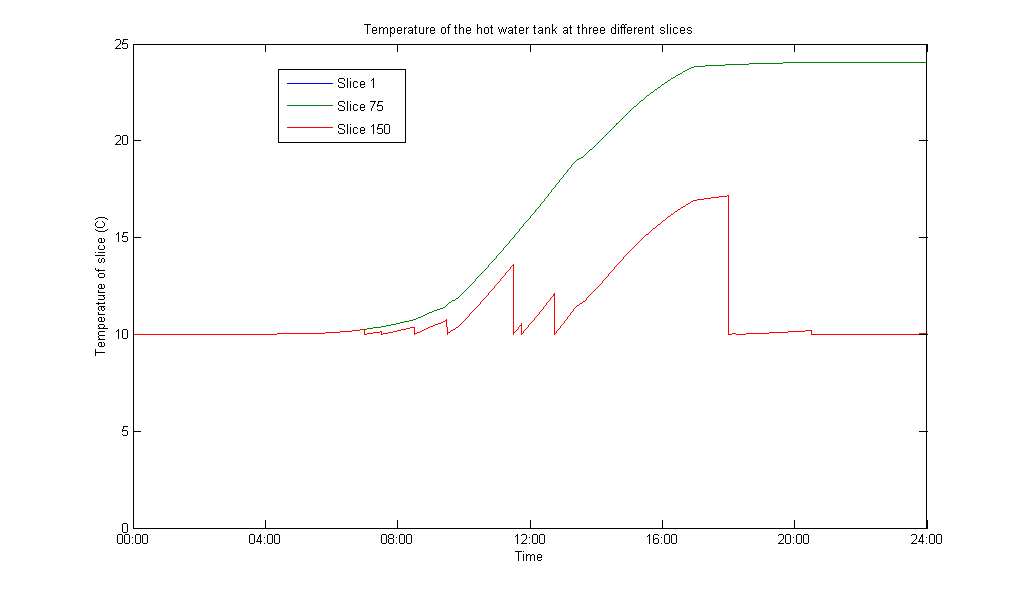 Temperature of the hot water tank at three different slices
25
Slice 1
Slice 75
Slice 150
20
15
Temperature of slice (C)
10
5
0
00:00 04:00 08:00 12:00 16:00 20:00 24:00
Time